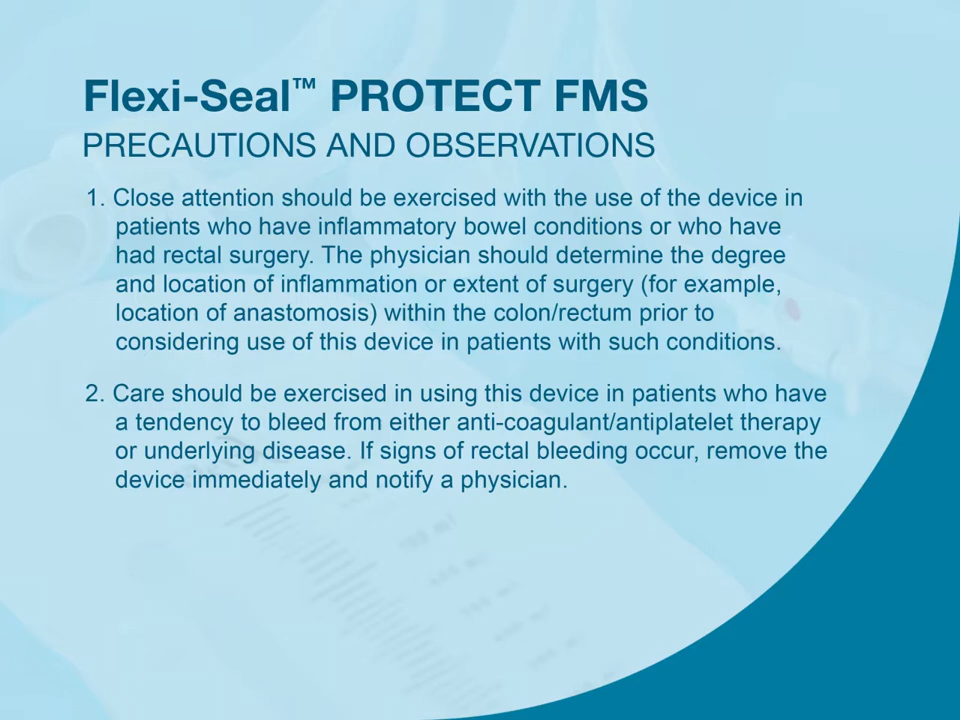 Flexi-Seal™ PROTECT FMS
PRECAUTIONS AND OBSERVATIONS
1. Close attention should be exercised with the use of the device in
patients who have inflammatory bowel conditions or who have
had rectal surgery. The physician should determine the degree
and location of inflammation or extent of surgery (for example,
location of anastomosis) within the colon/rectum prior to
considering use of this device in patients with such conditions.
2. Care should be exercised in using this device in patients who have
a tendency to bleed from either anti-coagulant/antiplatelet therapy
or underlying disease. If signs of rectal bleeding occur, remove the
device immediately and notify a physician.